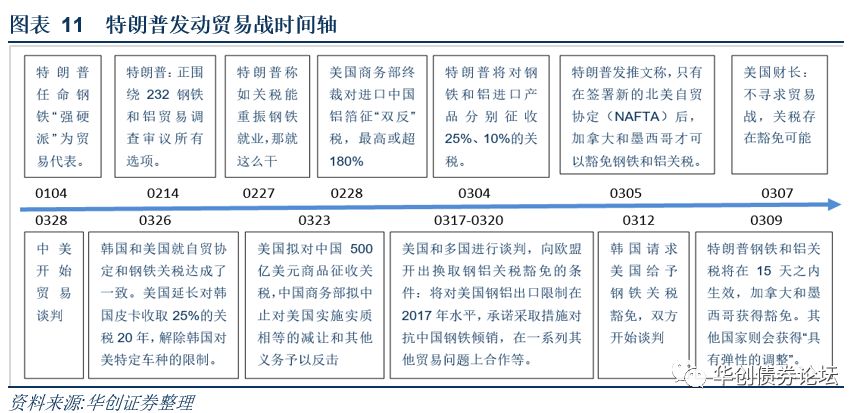 图表 11 特朗普发动贸易战时间轴
特朗普
任命钢
铁“强硬
派”为贸
易代表。
特朗普：正围
绕 232 钢铁
和铝贸易调
查审议所有
选项。
特朗普称
如关税能
重振钢铁
就业，那就
这么干
美国商务部终
裁对进口中国
铝箔征“双反”
税，最高或超
180%
特朗普将对钢
铁和铝进口产
品分别征收
25%、10%的关
税。
特朗普发推文称，只有
在签署新的北美自贸
协定（NAFTA）后，
加拿大和墨西哥才可
以豁免钢铁和铝关税。
美国财长：
不寻求贸易
战，关税存
在豁免可能
0104 0214 0227 0228 0304 0305 0307
0328 0326 0323 0317-0320 0312 0309
中美
开始
贸易
谈判
韩国和美国就自贸协
定和钢铁关税达成了
一致。美国延长对韩
国皮卡收取 25%的关
税 20 年，解除韩国对
美特定车种的限制。
美国拟对中国 500
亿美元商品征收关
税，中国商务部拟中
止对美国实施实质
相等的减让和其他
义务予以反击
美国和多国进行谈判，向欧盟
开出换取钢铝关税豁免的条
件：将对美国钢铝出口限制在
2017 年水平，承诺采取措施对
抗中国钢铁倾销，在一系列其
他贸易问题上合作等。
韩国请求
美国给予
钢铁关税
豁免，双方
开始谈判
特朗普钢铁和铝关
税将在 15 天之内
生效，加拿大和墨
西哥获得豁免。其
他国家则会获得“具
有弹性的调整”。
华创债券论坛
资料来源:华创证券整理